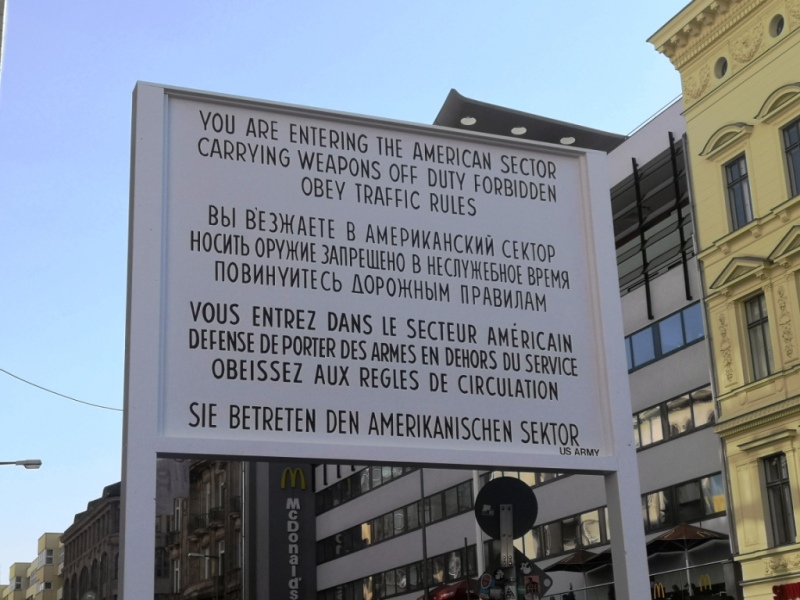 YOU ARE ENTERING THE AMERICAN SECTOR
CARRYING WEAPONS OFF DUTY FORBIDDEN
OBEY TRAFFIC RULES
ВЫ В'ЕЗЖАЕТЕ В АМЕРИКАНСКИЙ СЕКТОР
НОСИТЬ ОРУЖИЕ ЗАПРЕЩЕНО В НЕСЛУЖЕБНОЕ ВРЕМЯ
ПОВИНУЙТЕСЬ ДОРОЖНЫМ ПРАВИЛАМ
VOUS ENTREZ DANS LE SECTEUR AMÉRICAIN
DEFENSE DE PORTER DES ARMES EN DEHORS DU SERVICE
OBEISSEZ AUX REGLES DE CIRCULATION
SIE BETRETEN DEN AMERIKANISCHEN SEKTOR
US ARMY
McDonald's